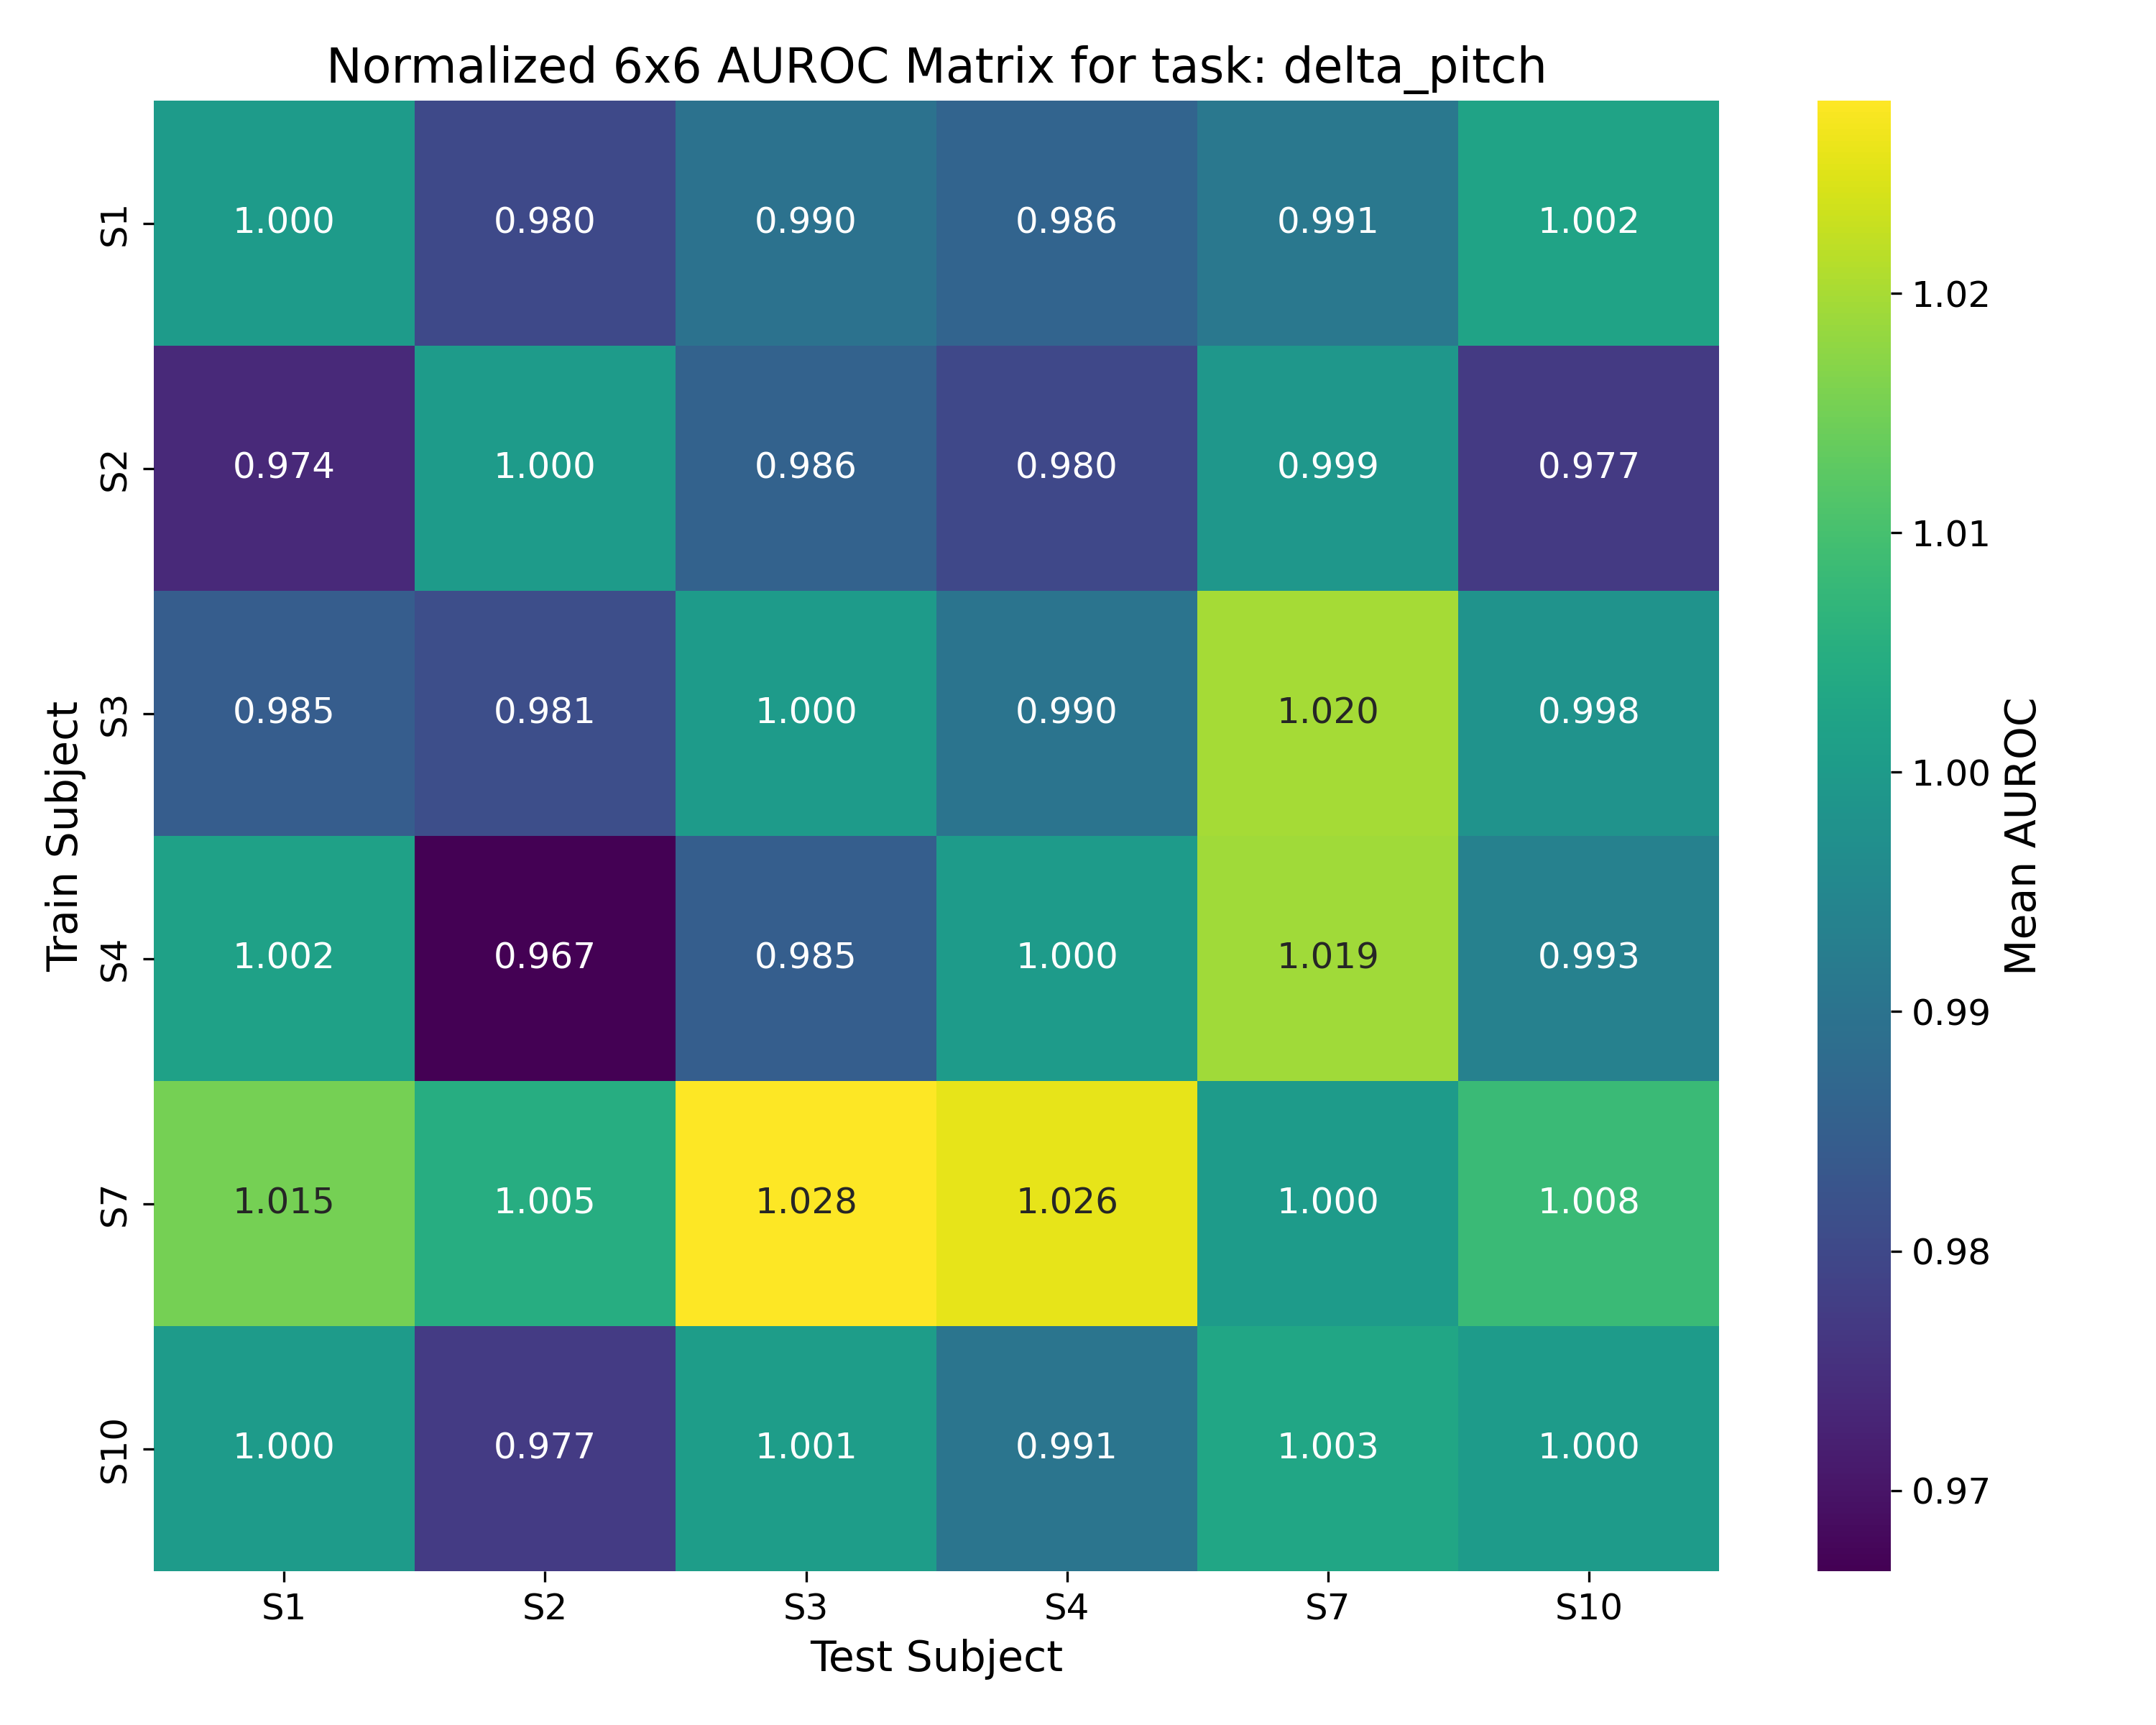 Normalized 6x6 AUROC Matrix for task: delta_pitch
Train Subject
S1
1.000 0.980 0.990 0.986 0.991 1.002
S2
0.974 1.000 0.986 0.980 0.999 0.977
S3
0.985 0.981 1.000 0.990 1.020 0.998
S4
1.002 0.967 0.985 1.000 1.019 0.993
S7
1.015 1.005 1.028 1.026 1.000 1.008
S10
1.000 0.977 1.001 0.991 1.003 1.000
S1 S2 S3 S4 S7 S10
Test Subject
1.02
1.01
1.00
0.99
0.98
0.97
Mean AUROC